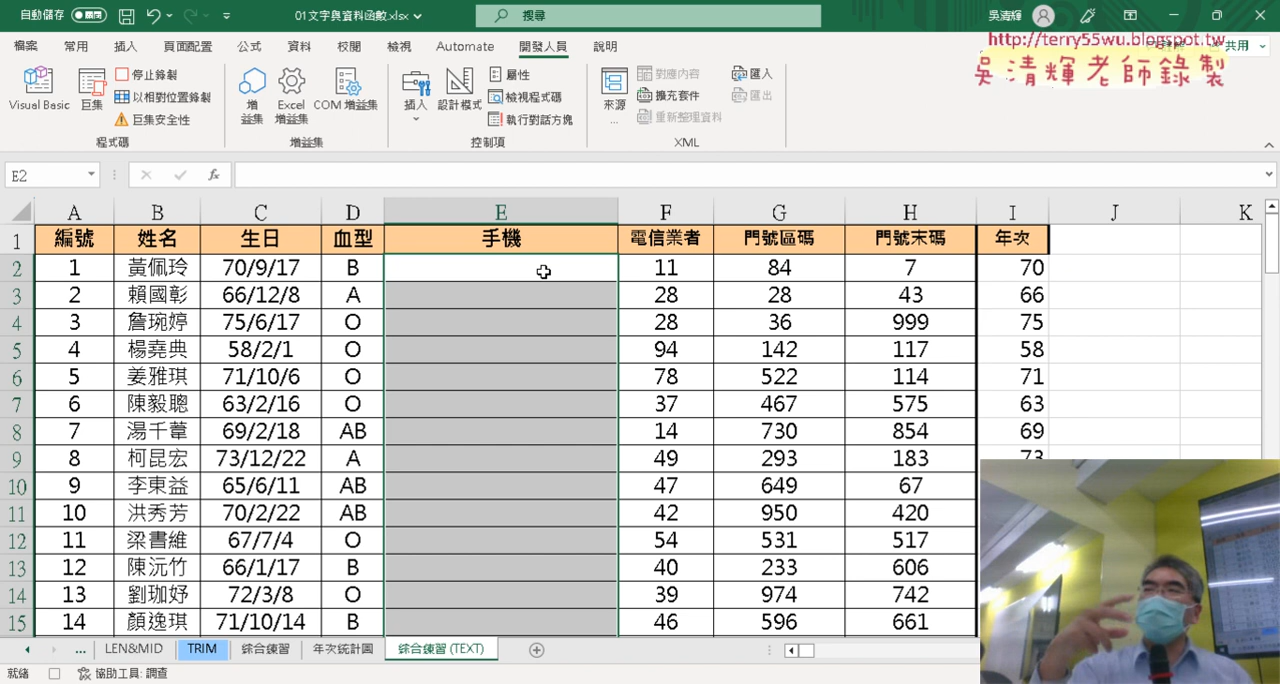 自動儲存 01文字與資料函數.xlsx 搜尋 吳清輝
http://terry55wu.blogspot.tw
吳清輝老師錄製
檔案 常用 插入 頁面配置 公式 資料 校閱 檢視 Automate 開發人員 說明 共用
Visual Basic 巨集 停止錄製 以相對位置錄製 巨集安全性 程式碼
增益集 Excel 增益集 COM 增益集 增益集
插入 設計模式 屬性 檢視程式碼 執行對話方塊 控制項
來源 對應內容 擴充套件 重新整理資料 匯入 匯出 XML
E2 fx
A B C D E F G H I J K
1 編號 姓名 生日 血型 手機 電信業者 門號區碼 門號末碼 年次
2 1 黃佩玲 70/9/17 B 11 84 7 70
3 2 賴國彰 66/12/8 A 28 28 43 66
4 3 詹琬婷 75/6/17 O 28 36 999 75
5 4 楊堯典 58/2/1 O 94 142 117 58
6 5 姜雅琪 71/10/6 O 78 522 114 71
7 6 陳毅聰 63/2/16 O 37 467 575 63
8 7 湯千葦 69/2/18 AB 14 730 854 69
9 8 柯昆宏 73/12/22 A 49 293 183 73
10 9 李東益 65/6/11 AB 47 649 67
11 10 洪秀芳 70/2/22 AB 42 950 420
12 11 梁書維 67/7/4 O 54 531 517
13 12 陳沅竹 66/1/17 B 40 233 606
14 13 劉珈妤 72/3/8 O 39 974 742
15 14 顏逸琪 71/10/14 B 46 596 661
... LEN&MID TRIM 綜合練習 年次統計圖 綜合練習 (TEXT)
就緒 協助工具: 調查